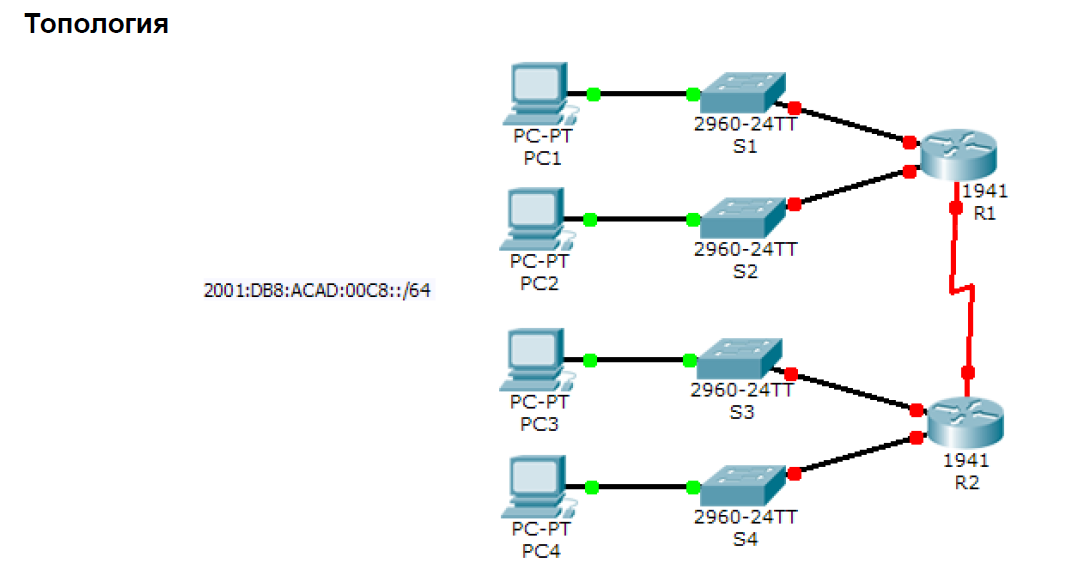 Топология
PC-PT
PC1
2960-24TT
S1
1941
R1
PC-PT
PC2
2960-24TT
S2
2001:DB8:ACAD:00C8::/64
PC-PT
PC3
2960-24TT
S3
1941
R2
PC-PT
PC4
2960-24TT
S4